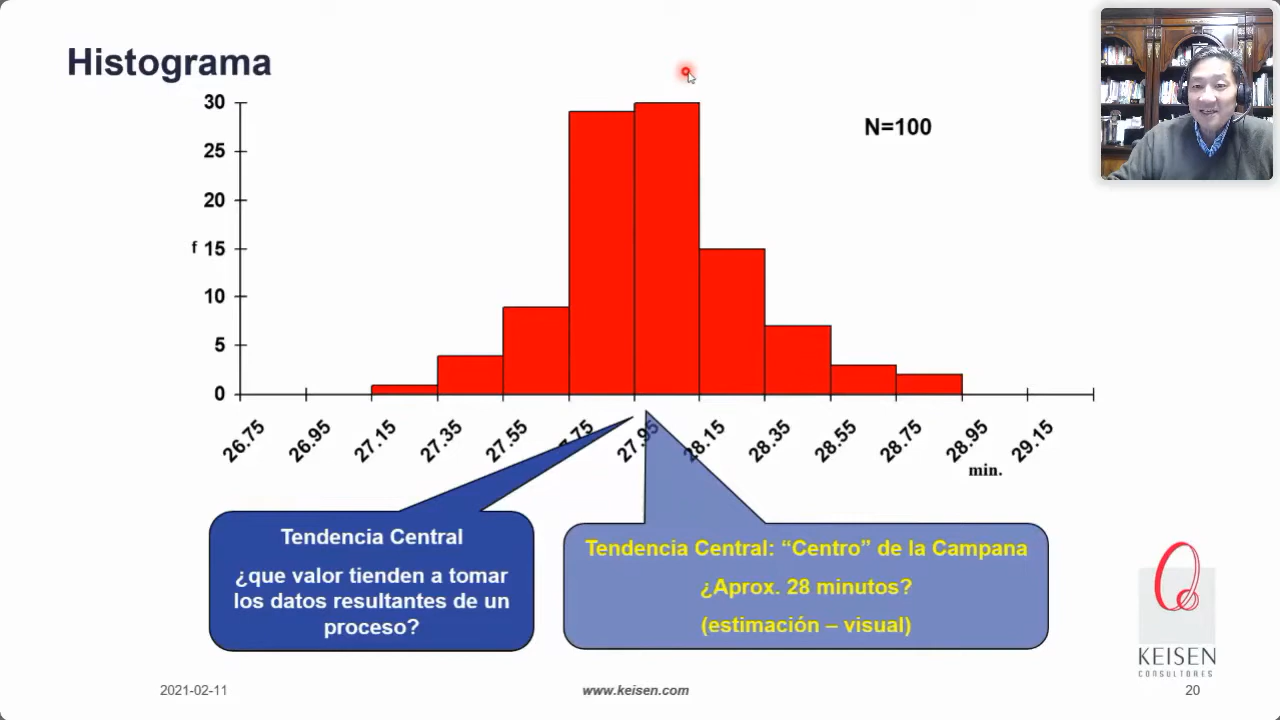 Histograma
N=100
30
25
20
f 15
10
5
0
26.75 26.95 27.15 27.35 27.55 27.95 28.15 28.35 28.55 28.75 28.95 29.15
min.
Tendencia Central
¿que valor tienden a tomar
los datos resultantes de un
proceso?
Tendencia Central: “Centro” de la Campana
¿Aprox. 28 minutos?
(estimación – visual)
KEISEN
CONSULTORES
2021-02-11
www.keisen.com
20